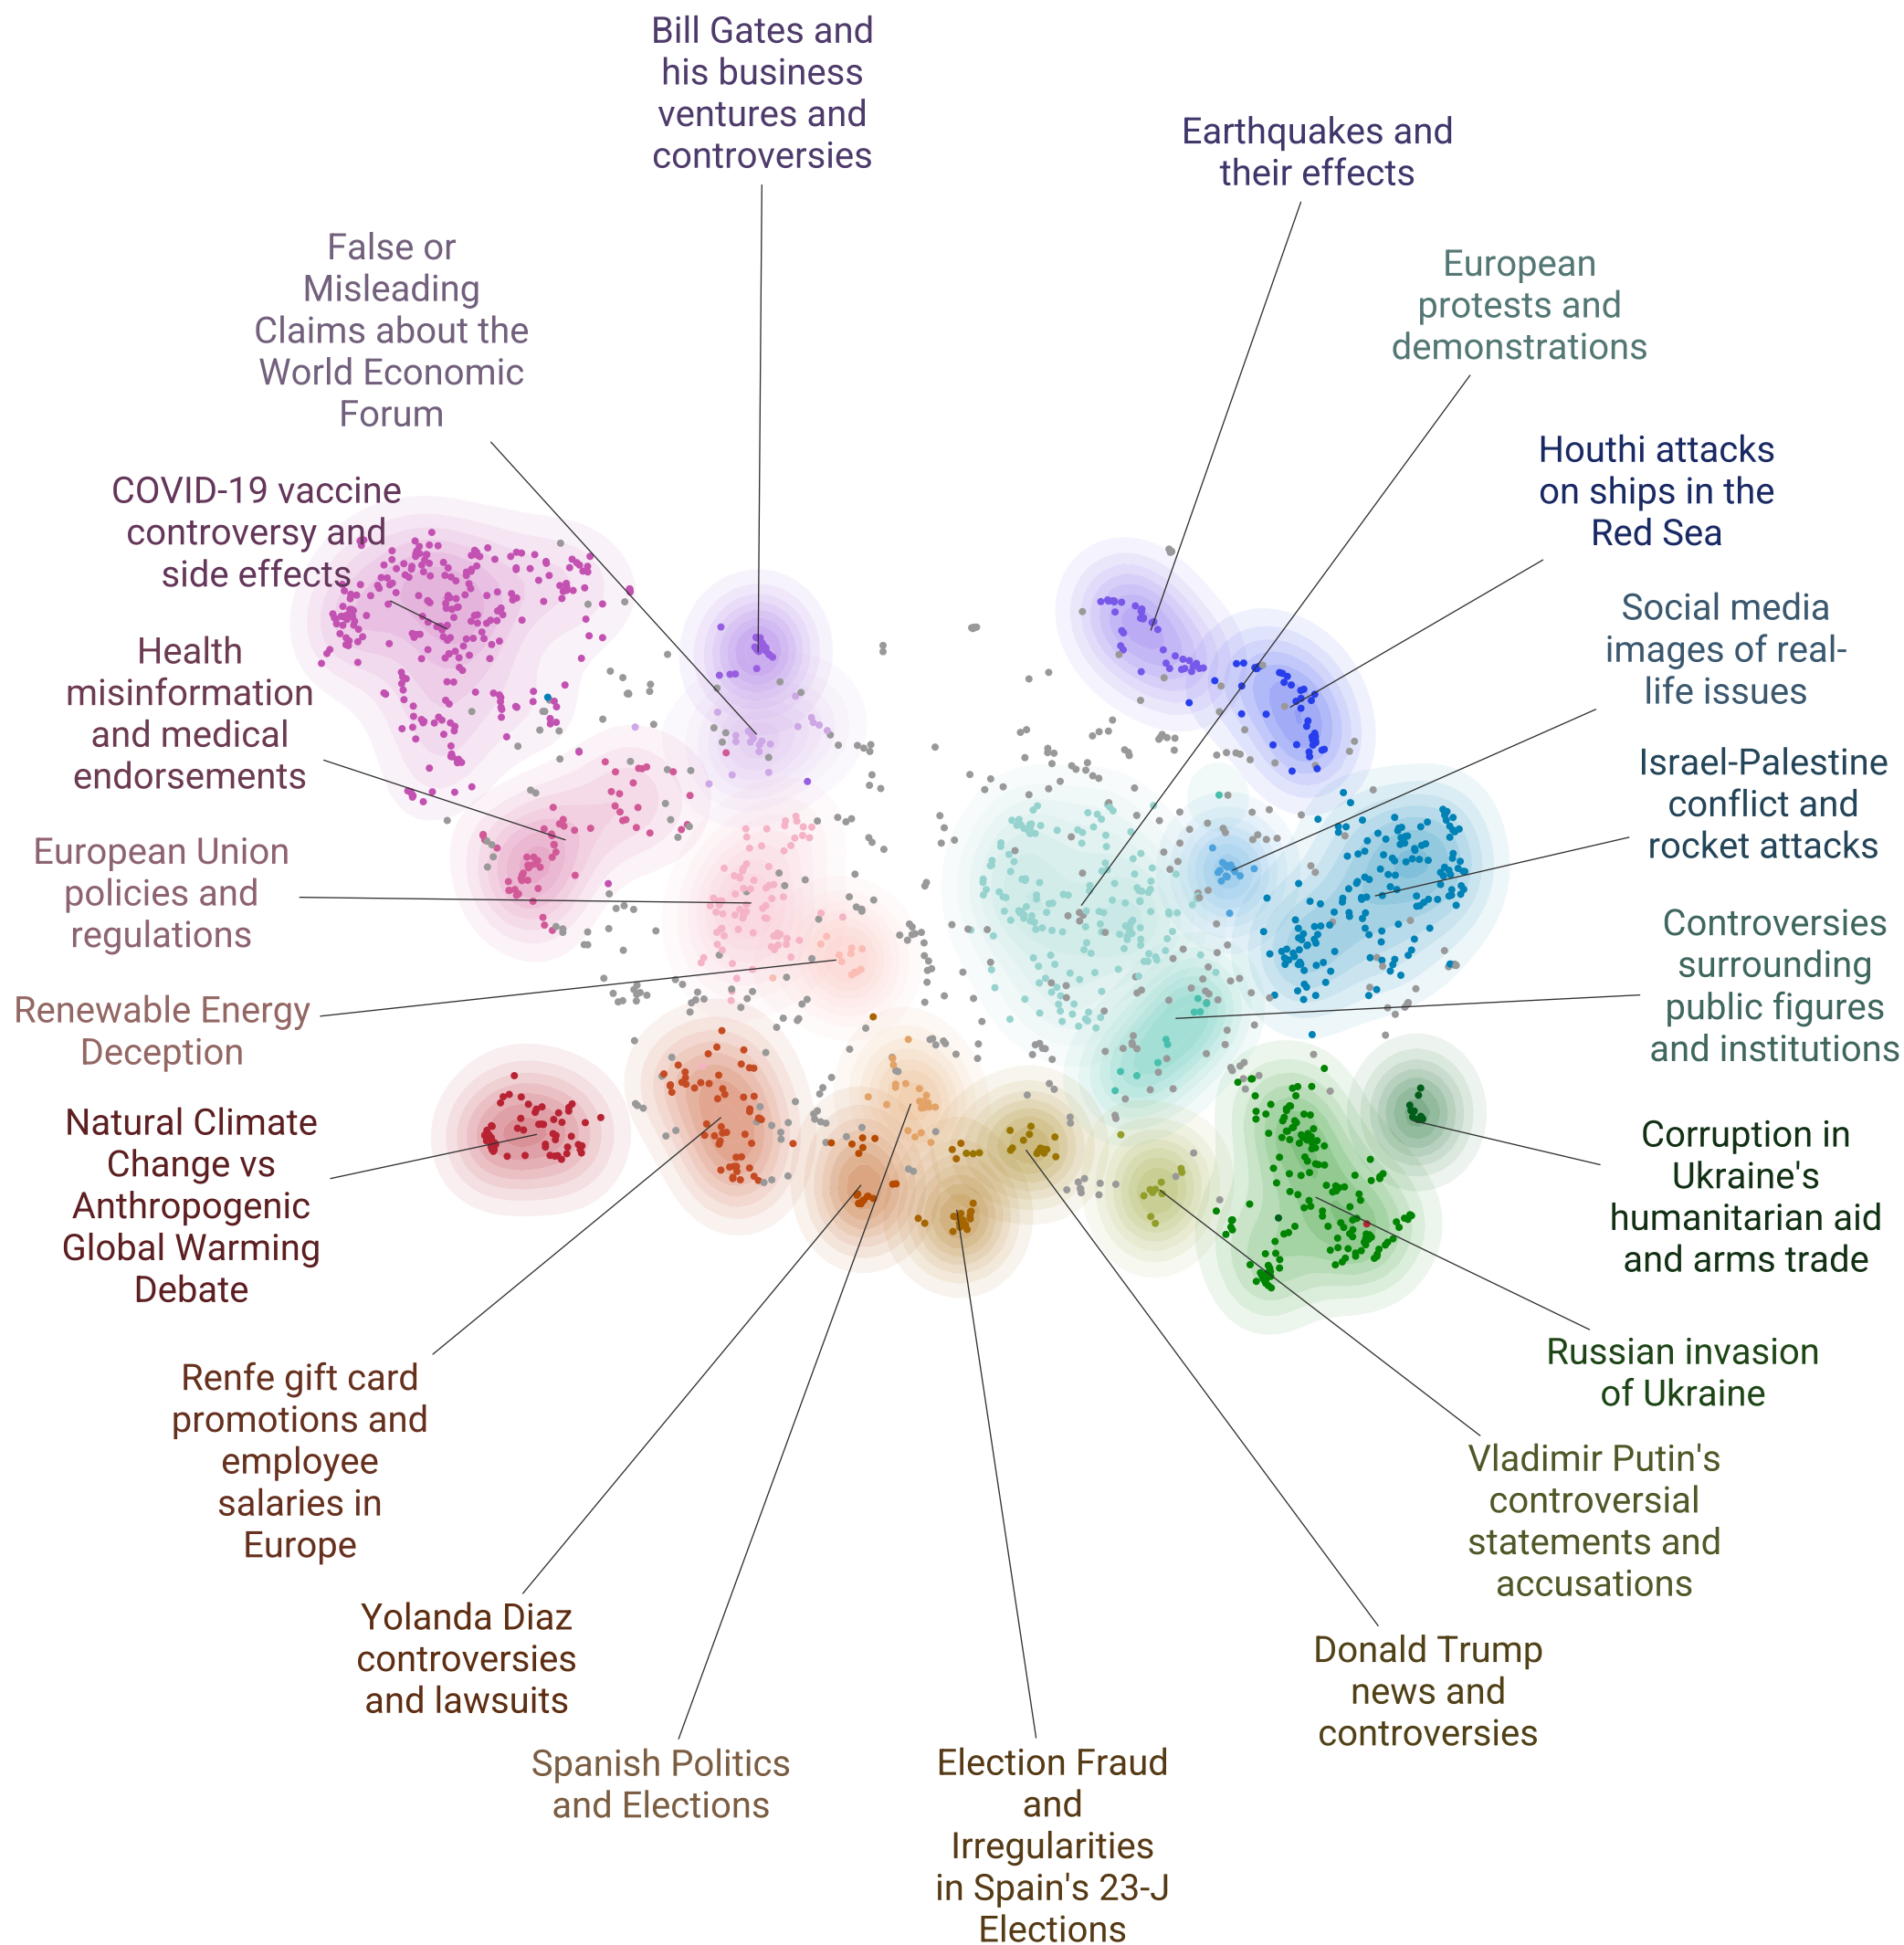 Bill Gates and
his business
ventures and
controversies
Earthquakes and
their effects
False or
Misleading
Claims about the
World Economic
Forum
European
protests and
demonstrations
COVID-19 vaccine
controversy and
side effects
Houthi attacks
on ships in the
Red Sea
Health
misinformation
and medical
endorsements
Social media
images of real-
life issues
European Union
policies and
regulations
Israel-Palestine
conflict and
rocket attacks
Renewable Energy
Deception
Controversies
surrounding
public figures
and institutions
Natural Climate
Change vs
Anthropogenic
Global Warming
Debate
Corruption in
Ukraine's
humanitarian aid
and arms trade
Renfe gift card
promotions and
employee
salaries in
Europe
Russian invasion
of Ukraine
Vladimir Putin's
controversial
statements and
accusations
Yolanda Diaz
controversies
and lawsuits
Donald Trump
news and
controversies
Spanish Politics
and Elections
Election Fraud
and
Irregularities
in Spain's 23-J
Elections